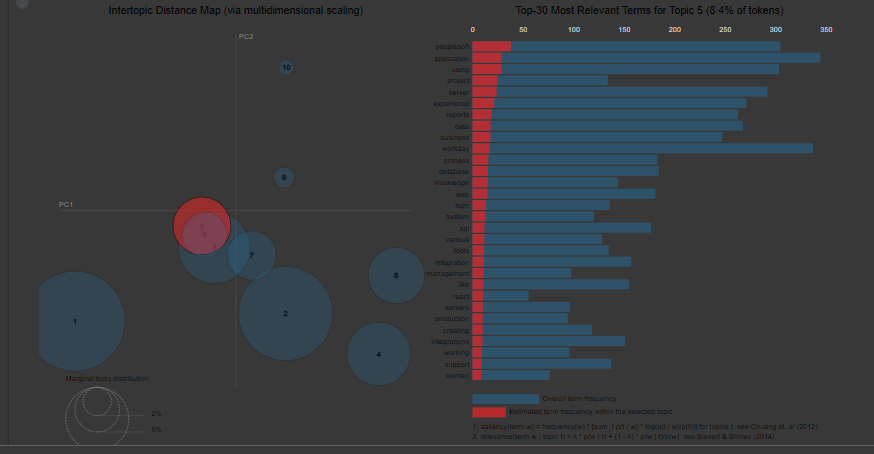 Intertopic Distance Map (via multidimensional scaling)
PC2
PC1
10
9
7
1
2
4
Marginal topic distribution
2%
5%
Top-30 Most Relevant Terms for Topic 5 (8.4% of tokens)
0 50 100 150 200 250 300 350
peoplesoft
application
using
project
server
experience
reports
data
business
workday
process
database
knowledge
web
hcm
system
sql
various
tools
integration
management
like
react
servers
production
creating
integrations
working
support
worked
Overall term frequency
Estimated term frequency within the selected topic
1. saliency(term w) = frequency(w) * [sum_t p(t | w) * log(p(t | w)/p(t))] for topics t; see Chuang et. al (2012)
2. relevance(term w | topic t) = λ * p(w | t) + (1 - λ) * p(w | t)/p(w); see Sievert & Shirley (2014)